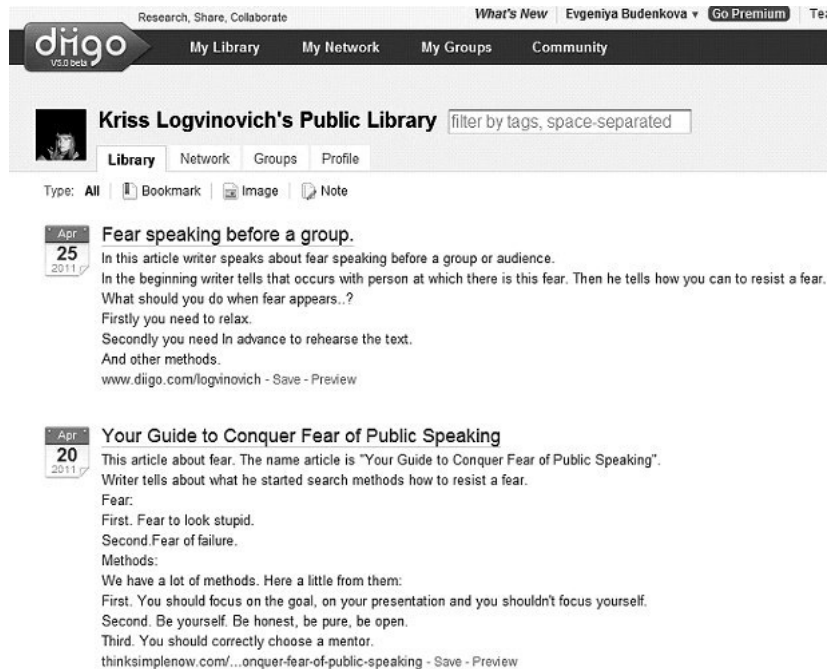 Research, Share, Collaborate What's New Evgeniya Budenkova Go Premium
diigo My Library My Network My Groups Community
V5.0 beta
Kriss Logvinovich's Public Library filter by tags, space-separated
Library Network Groups Profile
Type: All Bookmark Image Note
Apr Fear speaking before a group.
25 In this article writer speaks about fear speaking before a group or audience.
2011 In the beginning writer tells that occurs with person at which there is this fear. Then he tells how you can to resist a fear.
What should you do when fear appears..?
Firstly you need to relax.
Secondly you need In advance to rehearse the text.
And other methods.
www.diigo.com/logvinovich - Save - Preview
Apr Your Guide to Conquer Fear of Public Speaking
20 This article about fear. The name article is "Your Guide to Conquer Fear of Public Speaking".
2011 Writer tells about what he started search methods how to resist a fear.
Fear:
First. Fear to look stupid.
Second.Fear of failure.
Methods:
We have a lot of methods. Here a little from them:
First. You should focus on the goal, on your presentation and you shouldn't focus yourself.
Second. Be yourself. Be honest, be pure, be open.
Third. You should correctly choose a mentor.
thinksimplenow.com/...onquer-fear-of-public-speaking - Save - Preview